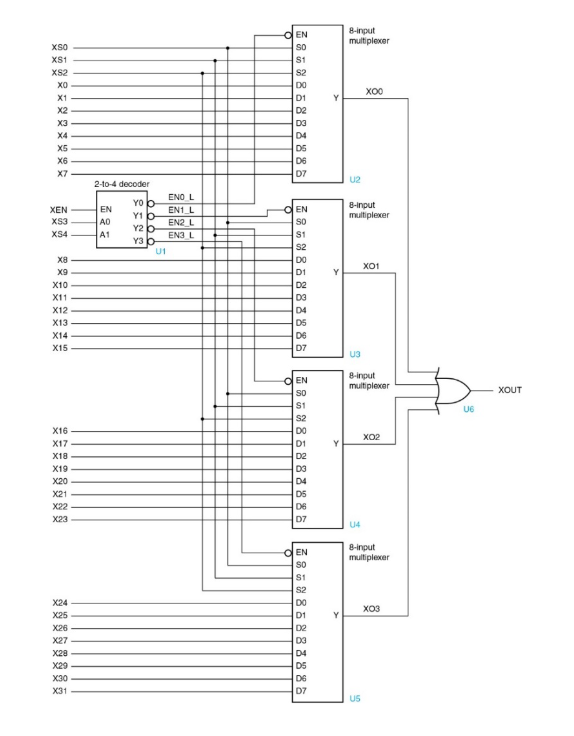 8-input
multiplexer
EN
XS0
S0
XS1
S1
XS2
S2
X0
D0
X1
D1
Y
XO0
X2
D2
X3
D3
X4
D4
X5
D5
X6
D6
X7
D7
U2
2-to-4 decoder
Y0
EN0_L
XEN
EN
Y1
EN1_L
XS3
A0
Y2
EN2_L
XS4
A1
Y3
EN3_L
U1
8-input
multiplexer
EN
S0
S1
S2
X8
D0
X9
D1
Y
XO1
X10
D2
X11
D3
X12
D4
X13
D5
X14
D6
X15
D7
U3
8-input
multiplexer
EN
S0
S1
S2
X16
D0
X17
D1
Y
XO2
X18
D2
X19
D3
X20
D4
X21
D5
X22
D6
X23
D7
U4
XOUT
U6
8-input
multiplexer
EN
S0
S1
S2
X24
D0
X25
D1
Y
XO3
X26
D2
X27
D3
X28
D4
X29
D5
X30
D6
X31
D7
U5